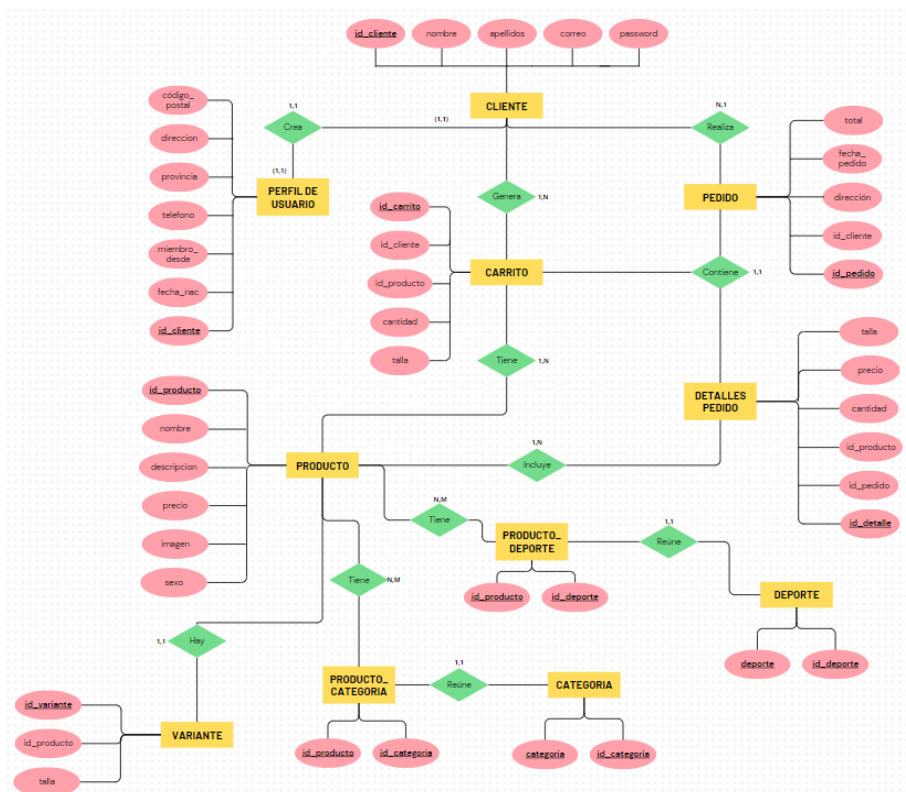 id_cliente
nombre
apellidos
correo
password
CLIENTE
código_
postal
direccion
provincia
telefono
miembro_
desde
fecha_nac
id_cliente
1,1
Crea
(1,1)
(1,1)
PERFIL DE
USUARIO
N,1
Realiza
PEDIDO
total
fecha_
pedido
dirección
id_cliente
id_pedido
Genera
1,N
id_carrito
id_cliente
id_producto
cantidad
talla
CARRITO
Contiene
1,1
Tiene
1,N
DETALLES
PEDIDO
talla
precio
cantidad
id_producto
id_pedido
id_detalle
id_producto
nombre
descripcion
precio
imagen
sexo
PRODUCTO
1,N
Incluye
N,M
Tiene
PRODUCTO_
DEPORTE
id_producto
id_deporte
1,1
Reúne
DEPORTE
deporte
id_deporte
Tiene
N,M
1,1
Hay
PRODUCTO_
CATEGORIA
id_producto
id_categoria
1,1
Reúne
CATEGORIA
categoria
id_categoria
VARIANTE
id_variante
id_producto
talla